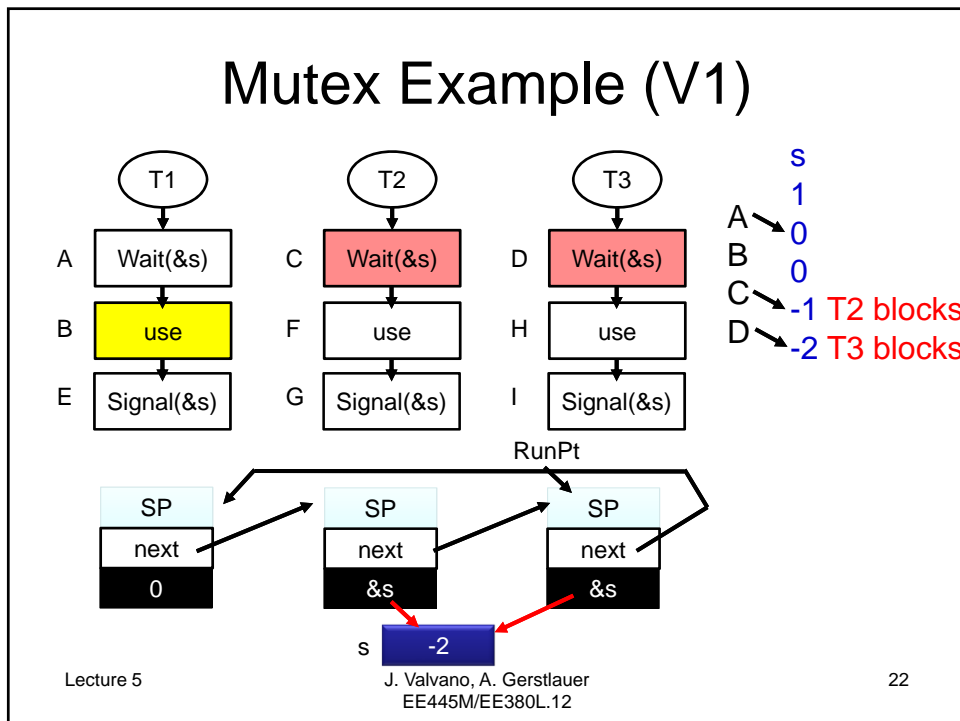 Mutex Example (V1)
T1
T2
T3
A
Wait(&s)
C
Wait(&s)
D
Wait(&s)
B
use
F
use
H
use
E
Signal(&s)
G
Signal(&s)
I
Signal(&s)
s
1
A
0
B
0
C
-1 T2 blocks
D
-2 T3 blocks
RunPt
SP
SP
SP
next
next
next
0
&s
&s
s
-2
Lecture 5
J. Valvano, A. Gerstlauer
EE445M/EE380L.12
22